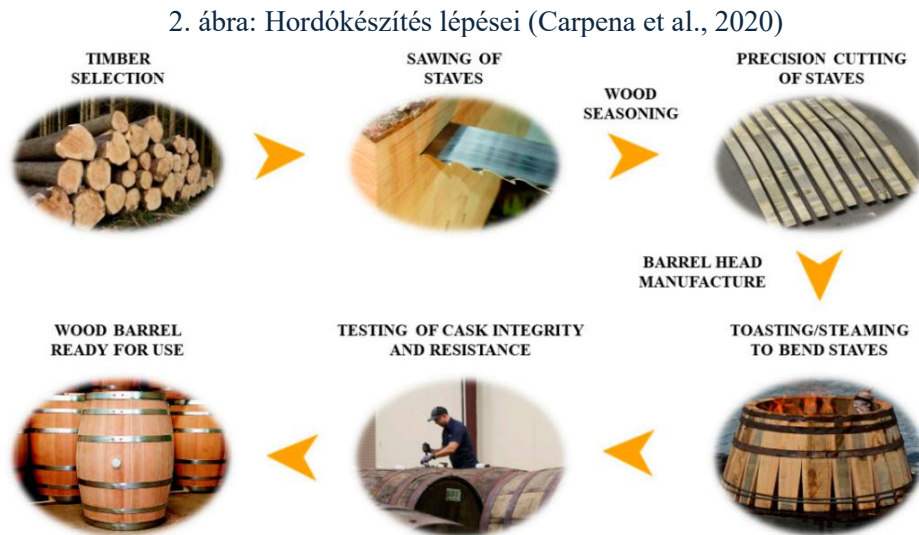 2. ábra: Hordókészítés lépései (Carpena et al., 2020)
TIMBER
SELECTION
SAWING OF
STAVES
WOOD
SEASONING
PRECISION CUTTING
OF STAVES
BARREL HEAD
MANUFACTURE
TOASTING/STEAMING
TO BEND STAVES
TESTING OF CASK INTEGRITY
AND RESISTANCE
WOOD BARREL
READY FOR USE